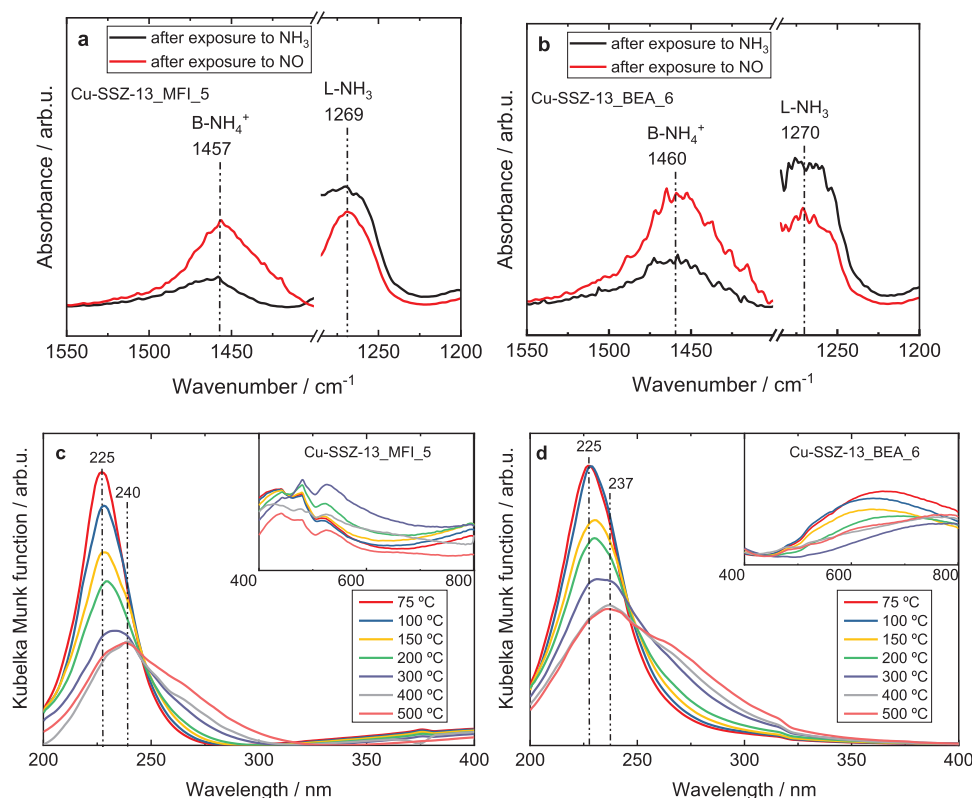 a
after exposure to NH3
after exposure to NO
Cu-SSZ-13_MFI_5
L-NH3
1269
B-NH4+
1457
Absorbance / arb.u.
1550
1500
1450
1250
1200
Wavenumber / cm-1
b
after exposure to NH3
after exposure to NO
Cu-SSZ-13_BEA_6
L-NH3
1270
B-NH4+
1460
Absorbance / arb.u.
1550
1500
1450
1250
1200
Wavenumber / cm-1
c
225
240
Cu-SSZ-13_MFI_5
400
600
800
75 ºC
100 ºC
150 ºC
200 ºC
300 ºC
400 ºC
500 ºC
Kubelka Munk function / arb.u.
200
250
300
350
400
Wavelength / nm
d
225
237
Cu-SSZ-13_BEA_6
400
600
800
75 ºC
100 ºC
150 ºC
200 ºC
300 ºC
400 ºC
500 ºC
Kubelka Munk function / arb.u.
200
250
300
350
400
Wavelength / nm